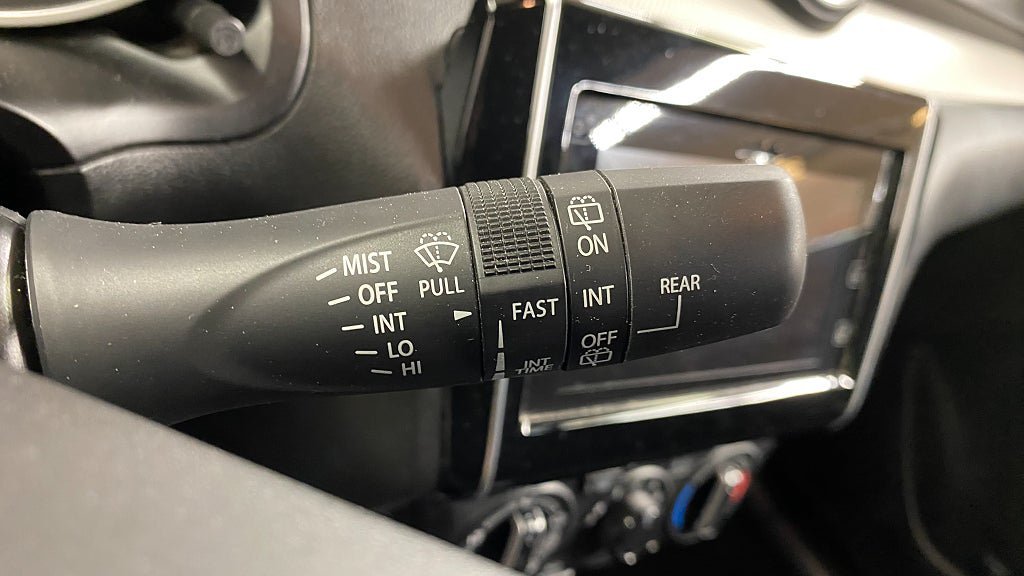 MIST
OFF
INT
LO
HI
PULL
FAST
INT
TIME
ON
INT
OFF
REAR